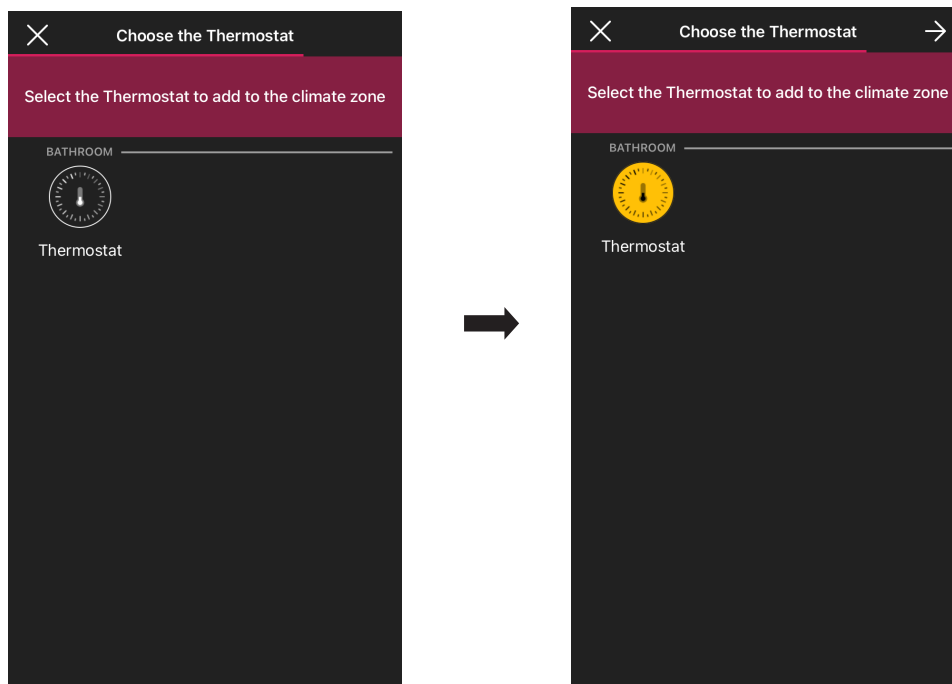 Choose the Thermostat
Select the Thermostat to add to the climate zone
BATHROOM
Thermostat
Choose the Thermostat
Select the Thermostat to add to the climate zone
BATHROOM
Thermostat